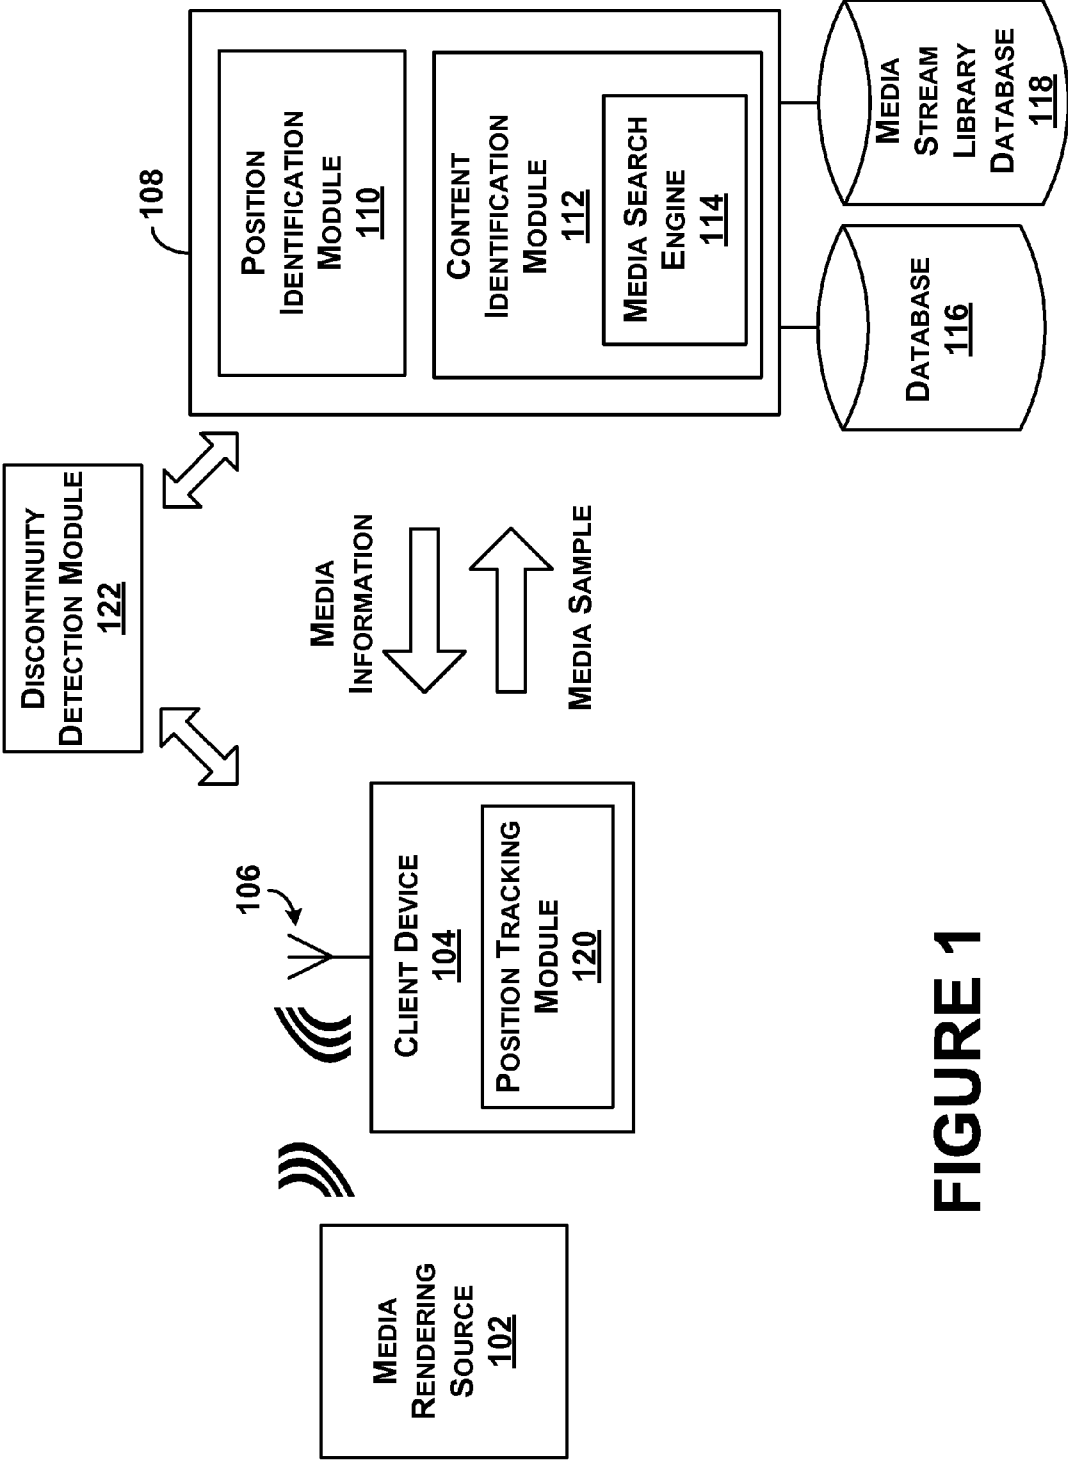 DISCONTINUITY
DETECTION MODULE
122
108
POSITION
IDENTIFICATION
MODULE
110
CONTENT
IDENTIFICATION
MODULE
112
MEDIA SEARCH
ENGINE
114
106
MEDIA
INFORMATION
MEDIA SAMPLE
CLIENT DEVICE
104
POSITION TRACKING
MODULE
120
MEDIA
RENDERING
SOURCE
102
DATABASE
116
MEDIA
STREAM
LIBRARY
DATABASE
118
FIGURE 1